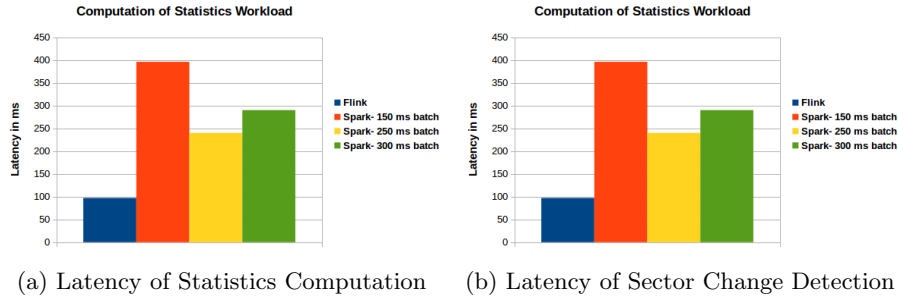 Computation of Statistics Workload
450
400
350
300
250
200
150
100
50
0
Latency in ms
Flink
Spark- 150 ms batch
Spark- 250 ms batch
Spark- 300 ms batch
(a) Latency of Statistics Computation
Computation of Statistics Workload
450
400
350
300
250
200
150
100
50
0
Latency in ms
Flink
Spark- 150 ms batch
Spark- 250 ms batch
Spark- 300 ms batch
(b) Latency of Sector Change Detection